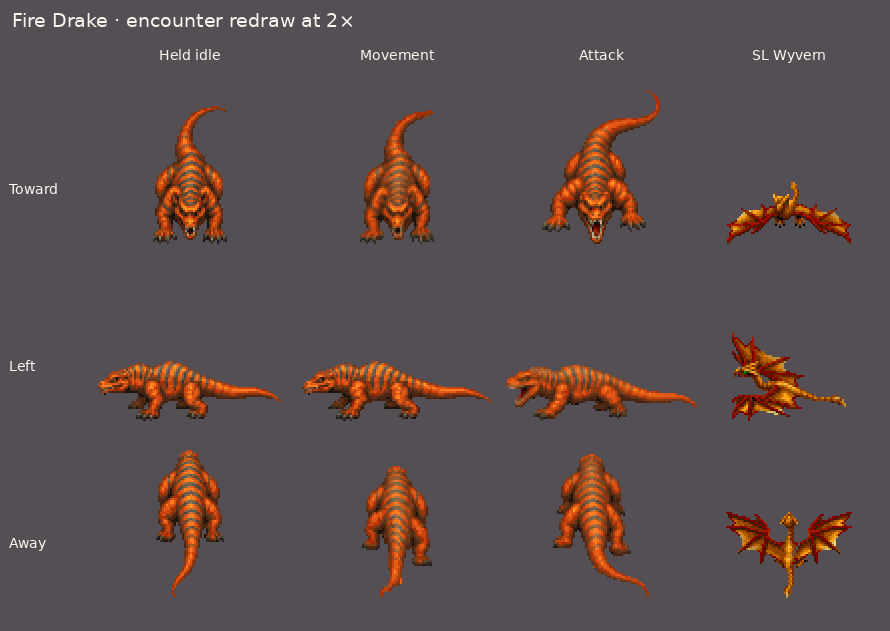 Fire Drake · encounter redraw at 2×
Held idle
Movement
Attack
SL Wyvern
Toward
Left
Away